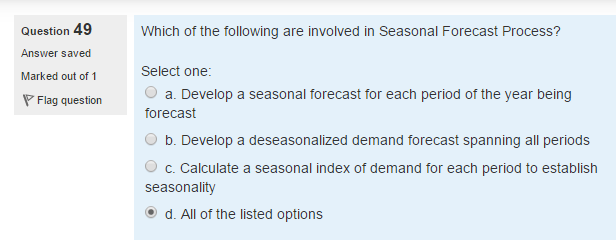 Question 49
Answer saved
Marked out of 1
Flag question
Which of the following are involved in Seasonal Forecast Process?
Select one:
a. Develop a seasonal forecast for each period of the year being
forecast
b. Develop a deseasonalized demand forecast spanning all periods
c. Calculate a seasonal index of demand for each period to establish
seasonality
d. All of the listed options